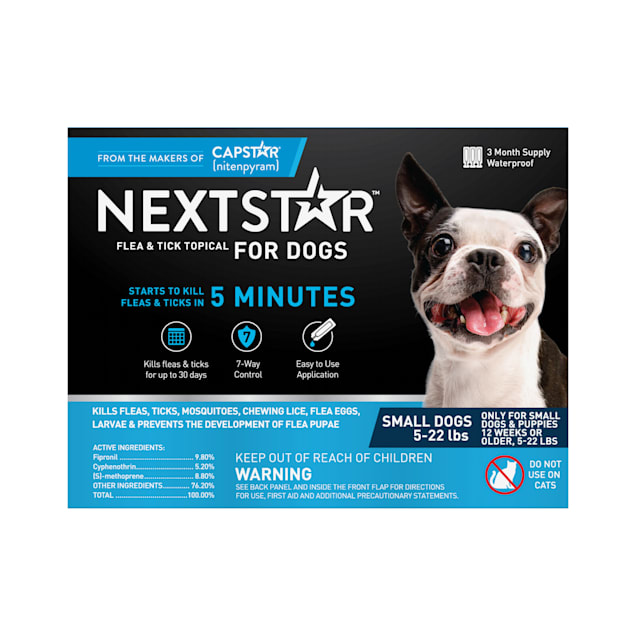 FROM THE MAKERS OF CAPSTAR
[nitenpyram]
3 Month Supply
Waterproof
NEXTSTAR™
FLEA & TICK TOPICAL FOR DOGS
STARTS TO KILL
FLEAS & TICKS IN 5 MINUTES
Kills fleas & ticks
for up to 30 days
7
7-Way
Control
Easy to Use
Application
KILLS FLEAS, TICKS, MOSQUITOES, CHEWING LICE, FLEA EGGS,
LARVAE & PREVENTS THE DEVELOPMENT OF FLEA PUPAE
SMALL DOGS
5-22 lbs
ONLY FOR SMALL
DOGS & PUPPIES
12 WEEKS OR
OLDER, 5-22 LBS
ACTIVE INGREDIENTS:
Fipronil 9.80%
Cyphenothrin 5.20%
(S)-methoprene 8.80%
OTHER INGREDIENTS 76.20%
TOTAL 100.00%
KEEP OUT OF REACH OF CHILDREN
WARNING
SEE BACK PANEL AND INSIDE THE FRONT FLAP FOR DIRECTIONS
FOR USE, FIRST AID AND ADDITIONAL PRECAUTIONARY STATEMENTS.
DO NOT
USE ON
CATS